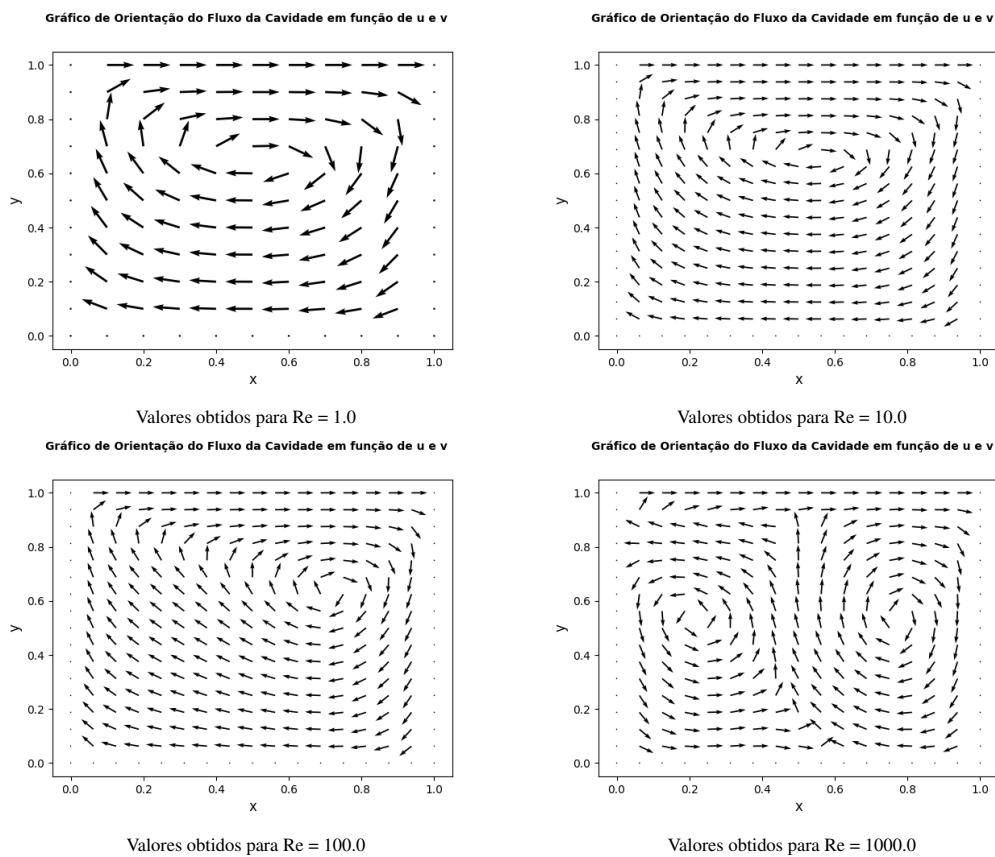 Gráfico de Orientação do Fluxo da Cavidade em função de u e v
1.0
0.8
0.6
0.4
0.2
0.0
y
0.0 0.2 0.4 0.6 0.8 1.0
x
Valores obtidos para Re = 1.0
Gráfico de Orientação do Fluxo da Cavidade em função de u e v
1.0
0.8
0.6
0.4
0.2
0.0
y
0.0 0.2 0.4 0.6 0.8 1.0
x
Valores obtidos para Re = 10.0
Gráfico de Orientação do Fluxo da Cavidade em função de u e v
1.0
0.8
0.6
0.4
0.2
0.0
y
0.0 0.2 0.4 0.6 0.8 1.0
x
Valores obtidos para Re = 100.0
Gráfico de Orientação do Fluxo da Cavidade em função de u e v
1.0
0.8
0.6
0.4
0.2
0.0
y
0.0 0.2 0.4 0.6 0.8 1.0
x
Valores obtidos para Re = 1000.0